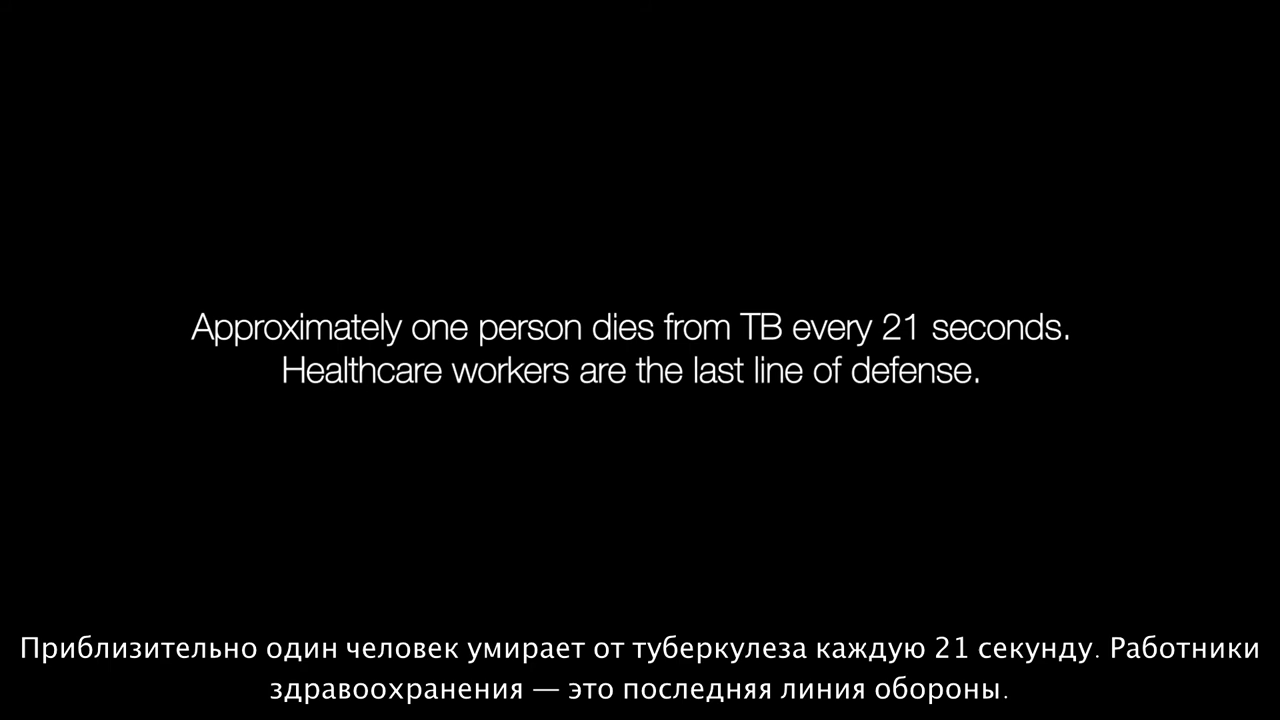 Approximately one person dies from TB every 21 seconds.
Healthcare workers are the last line of defense.
Приблизительно один человек умирает от туберкулеза каждую 21 секунду. Работники
здравоохранения — это последняя линия обороны.